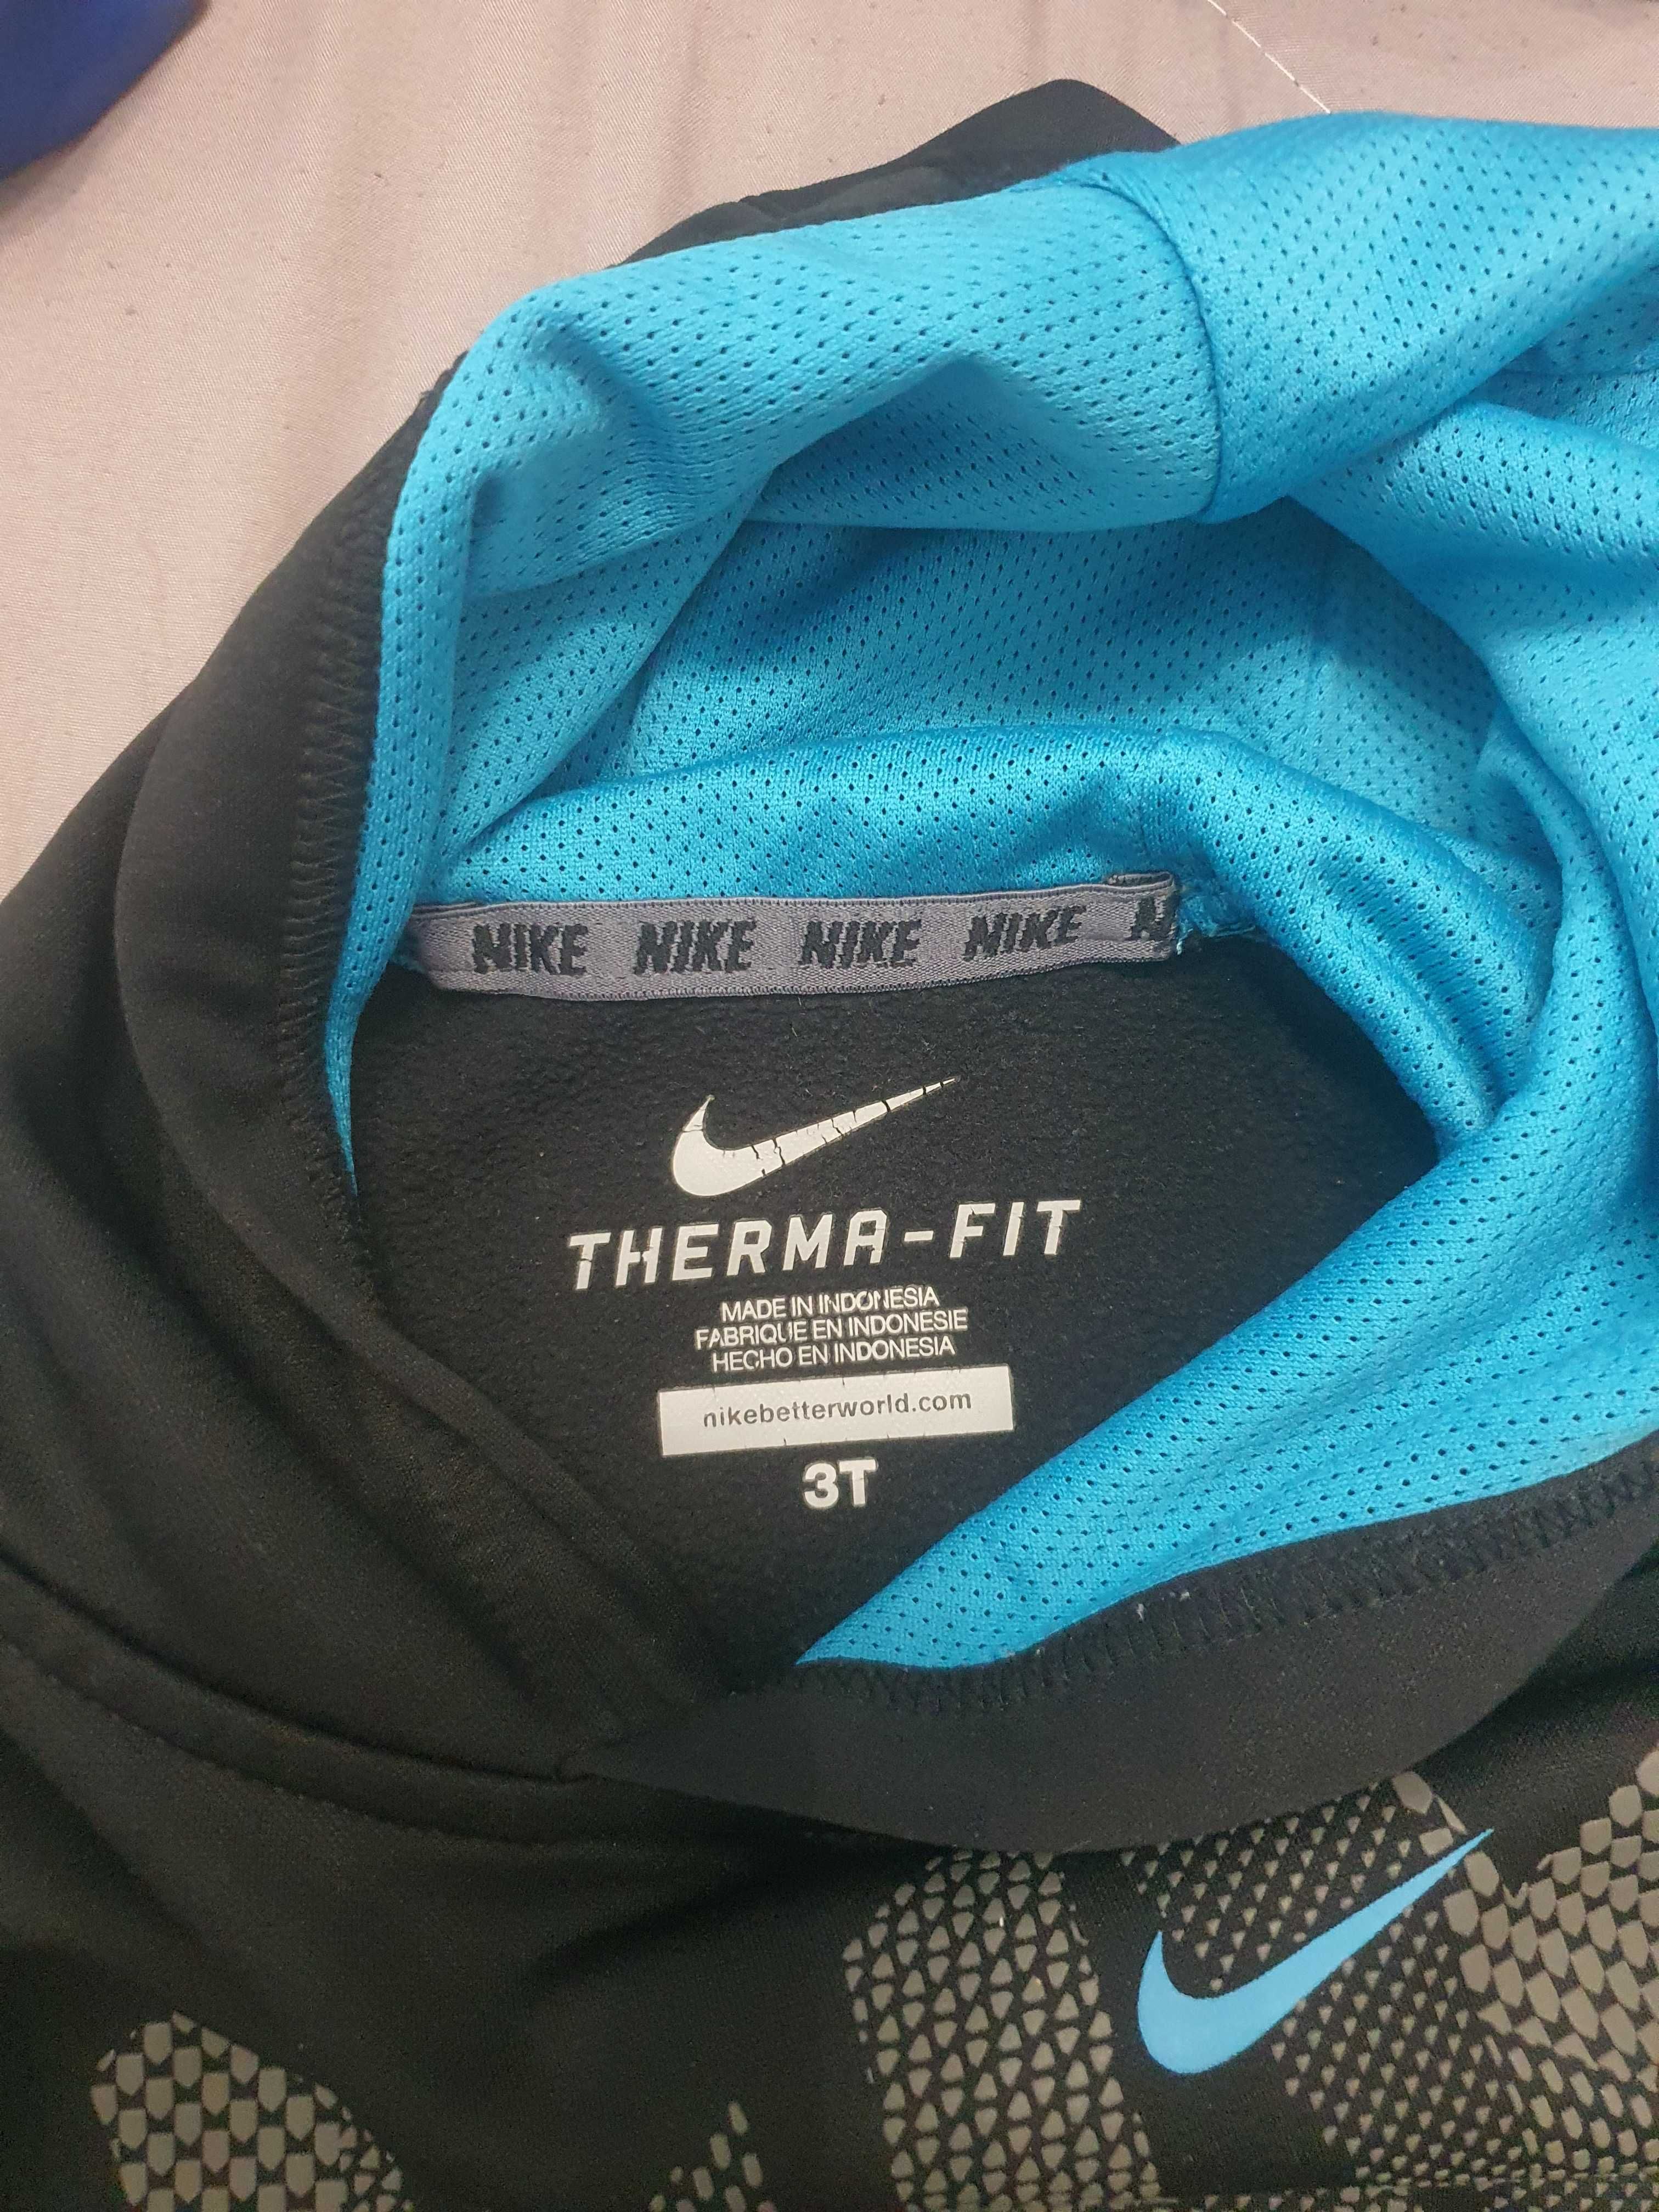 NIKE NIKE NIKE NIKE N
THERMA-FIT
MADE IN INDONESIA
FABRIQUE EN INDONESIE
HECHO EN INDONESIA
nikebetterworld.com
3T